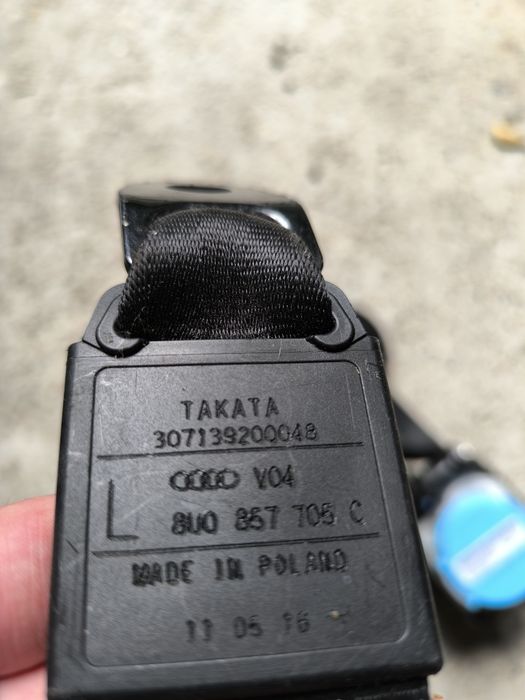 TAKATA
307139200048
V04
L 8U0 857 705 C
MADE IN POLAND
11 05 16